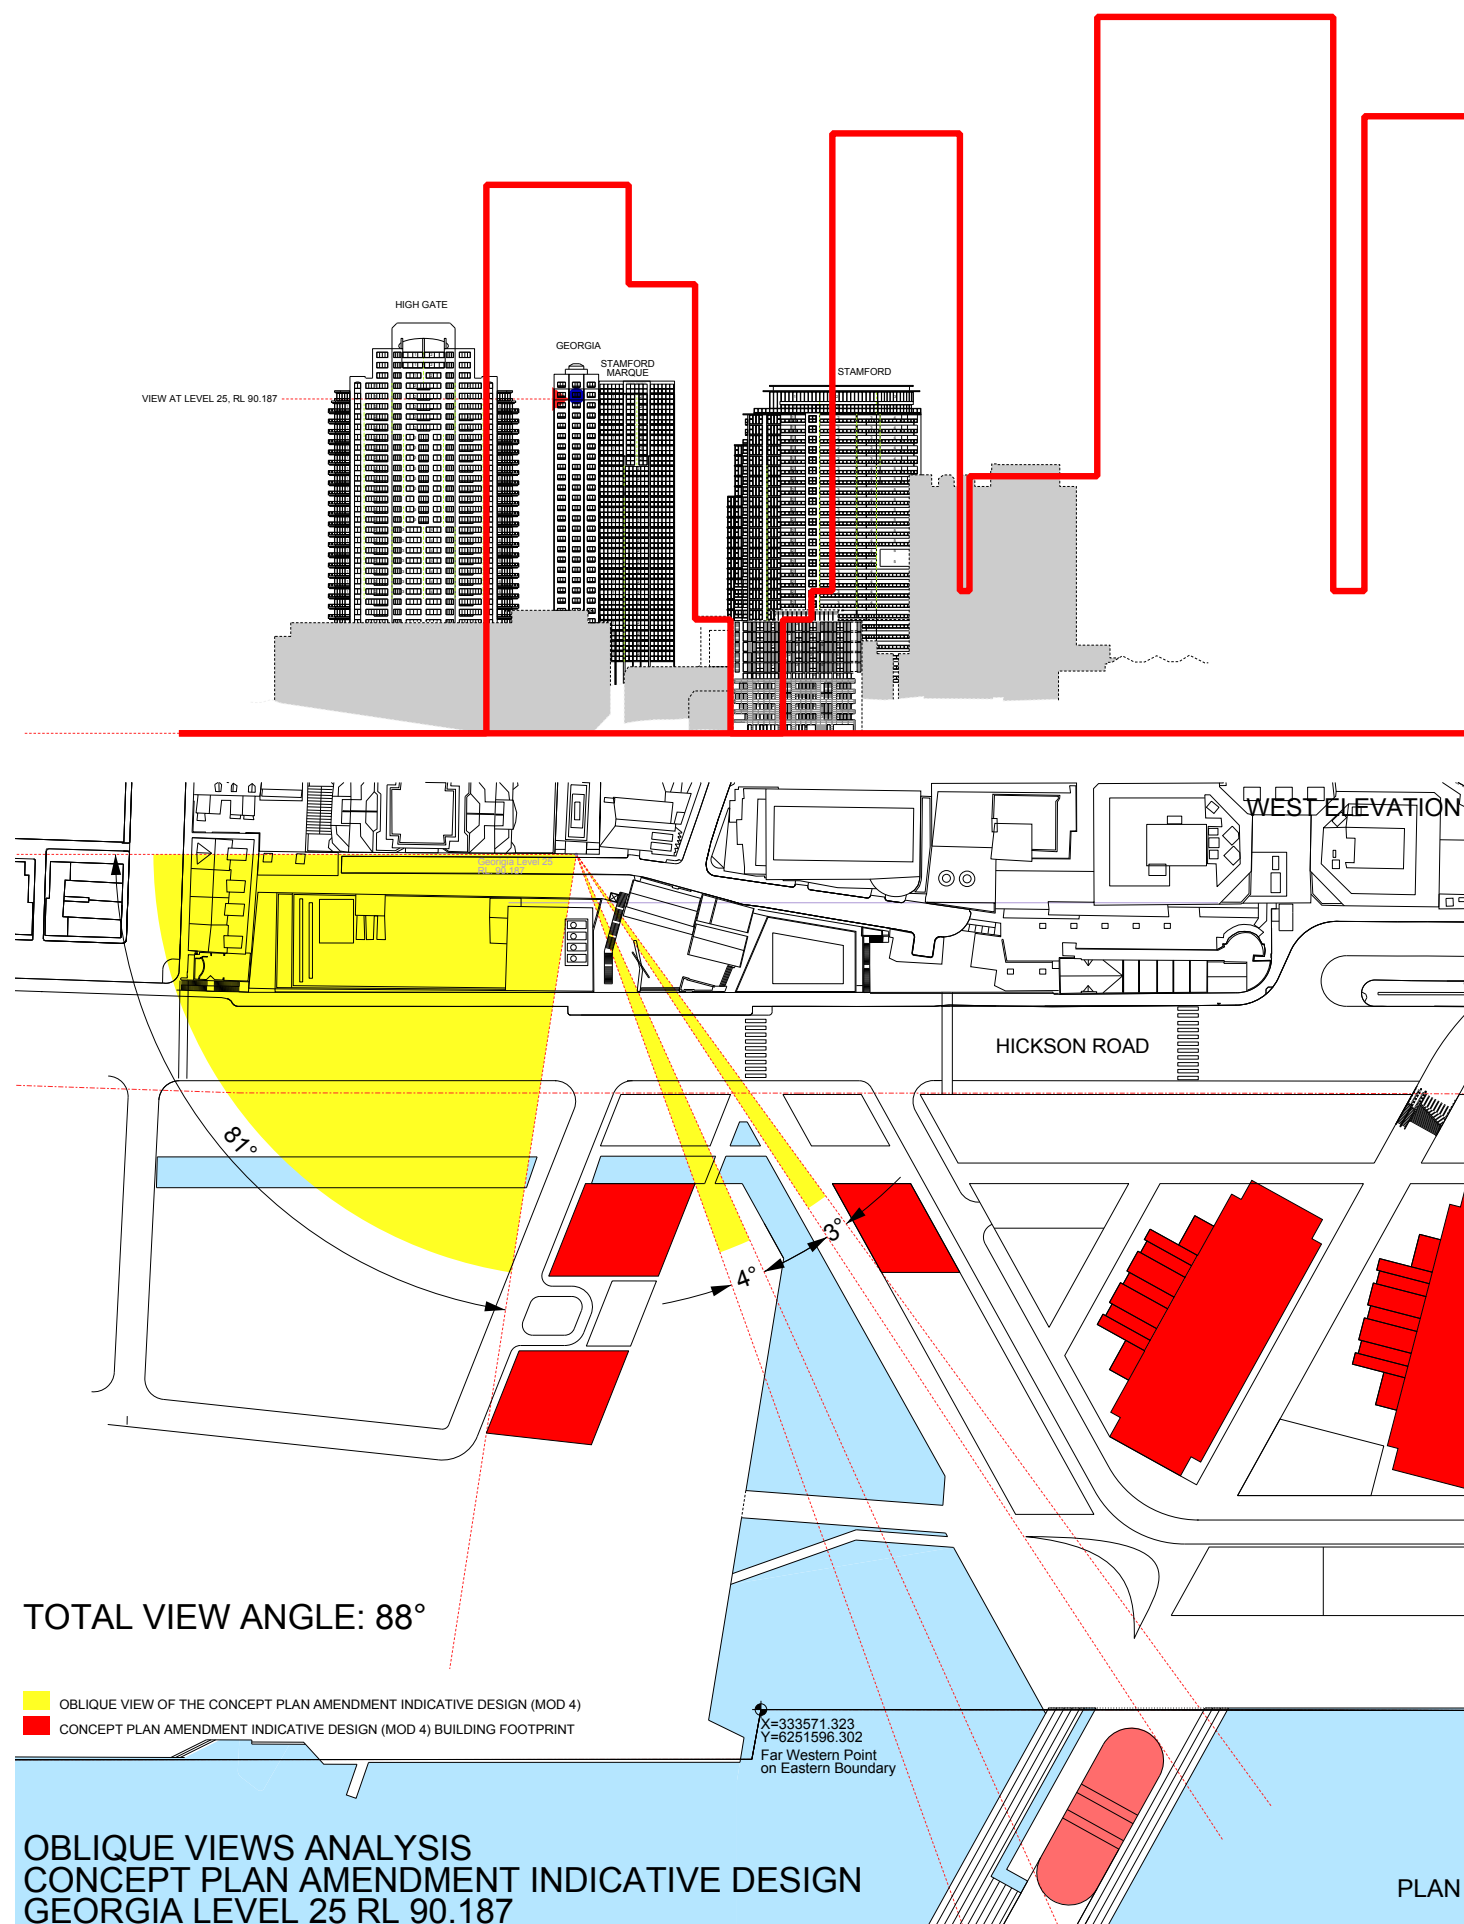 HIGH GATE
GEORGIA
STAMFORD
MARQUE
STAMFORD
VIEW AT LEVEL 25, RL 90.187
WEST ELEVATION
Georgia Level 25
RL 90.187
HICKSON ROAD
81°
3°
4°
TOTAL VIEW ANGLE: 88°
OBLIQUE VIEW OF THE CONCEPT PLAN AMENDMENT INDICATIVE DESIGN (MOD 4)
CONCEPT PLAN AMENDMENT INDICATIVE DESIGN (MOD 4) BUILDING FOOTPRINT
X=333571.323
Y=6251596.302
Far Western Point
on Eastern Boundary
OBLIQUE VIEWS ANALYSIS
CONCEPT PLAN AMENDMENT INDICATIVE DESIGN
GEORGIA LEVEL 25 RL 90.187
PLAN